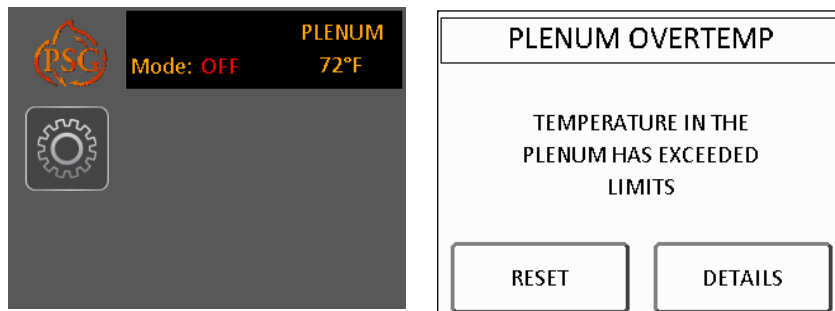 PSG
PLENUM
Mode: OFF 72°F
PLENUM OVERTEMP
TEMPERATURE IN THE
PLENUM HAS EXCEEDED
LIMITS
RESET DETAILS